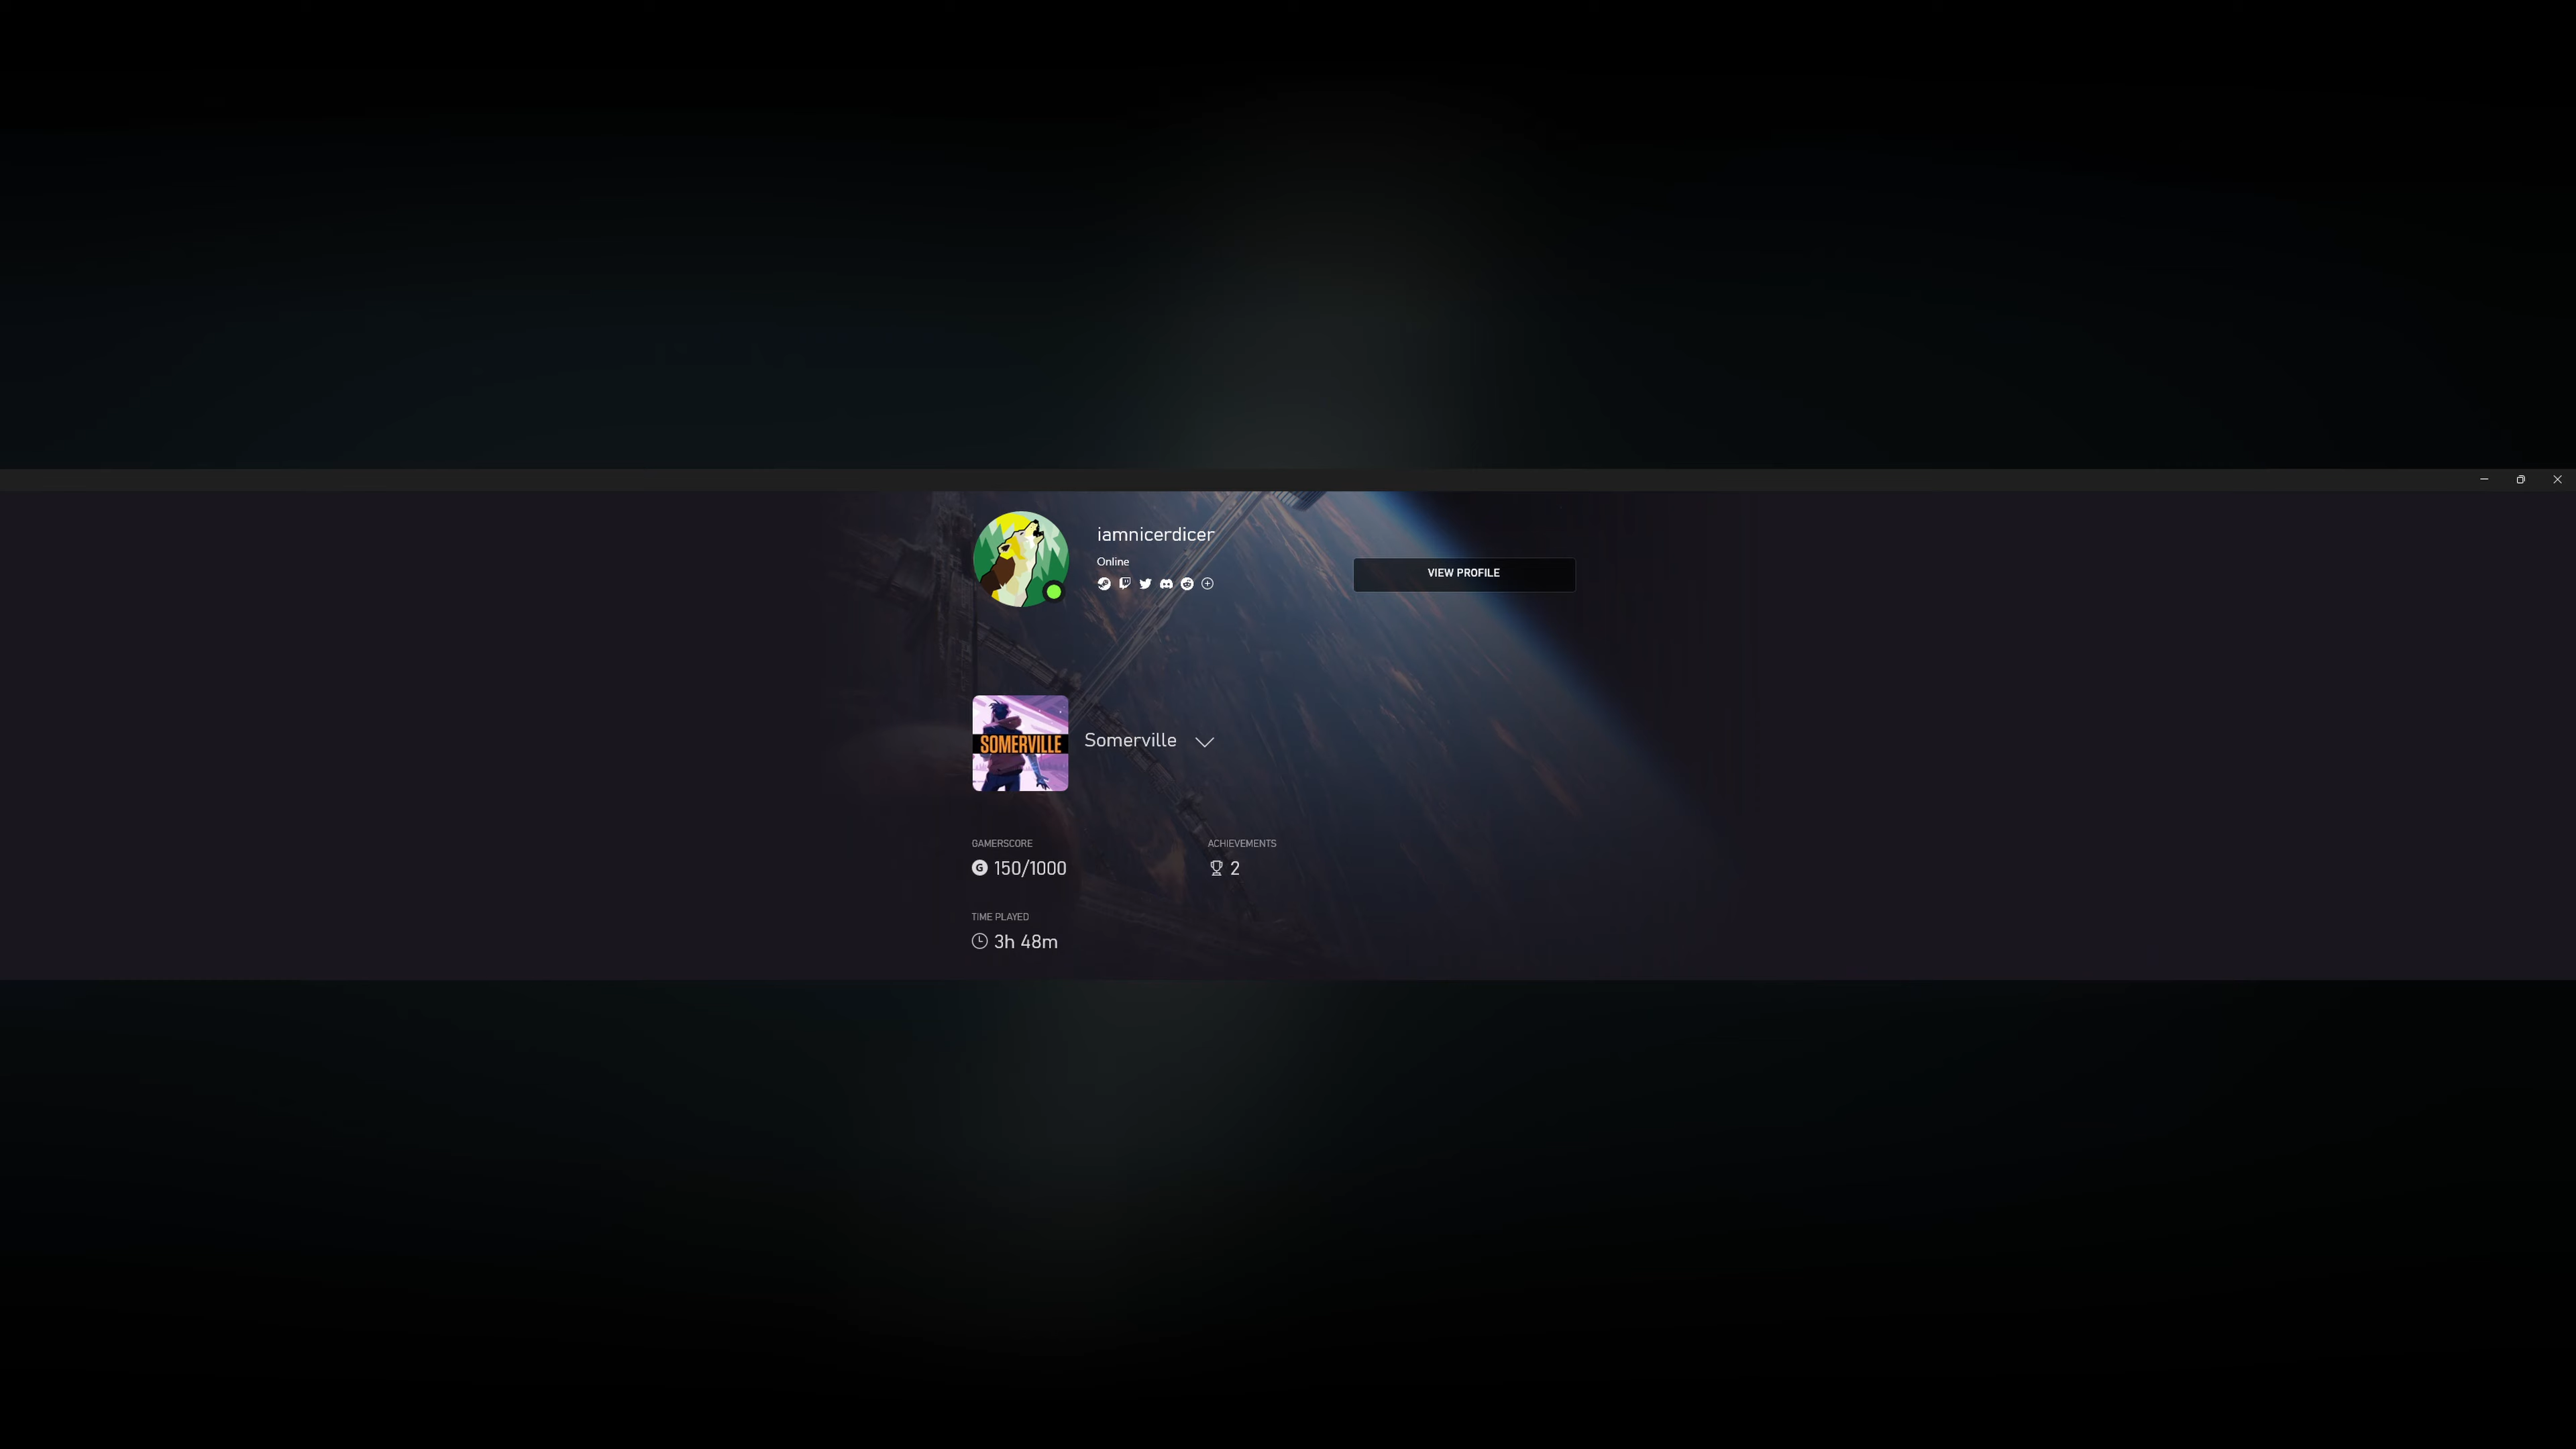 iamnicerdicer
Online
VIEW PROFILE
SOMERVILLE
Somerville
GAMERSCORE
ACHIEVEMENTS
G 150/1000
2
TIME PLAYED
3h 48m